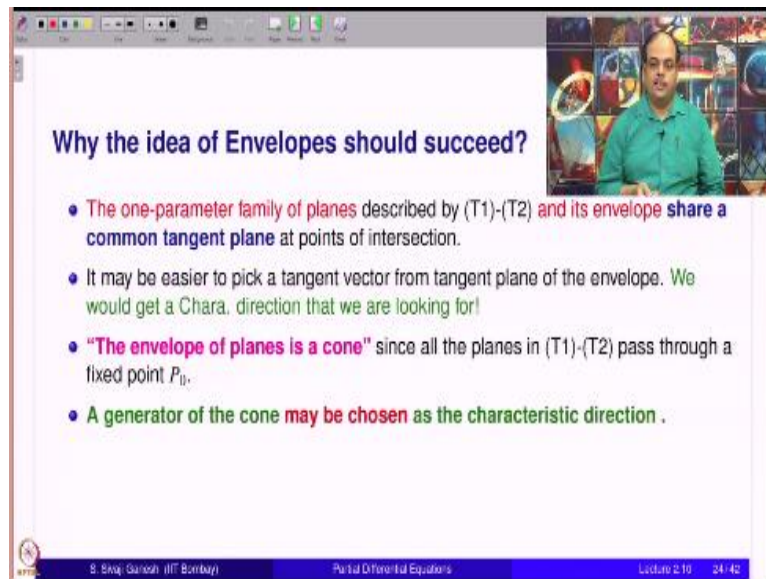 Why the idea of Envelopes should succeed?
The one-parameter family of planes described by (T1)-(T2) and its envelope share a
common tangent plane at points of intersection.
It may be easier to pick a tangent vector from tangent plane of the envelope. We
would get a Chara. direction that we are looking for!
"The envelope of planes is a cone" since all the planes in (T1)-(T2) pass through a
fixed point P₀.
A generator of the cone may be chosen as the characteristic direction .
S. Sivaji Ganesh (IIT Bombay) Partial Differential Equations Lecture 2.10 24/42